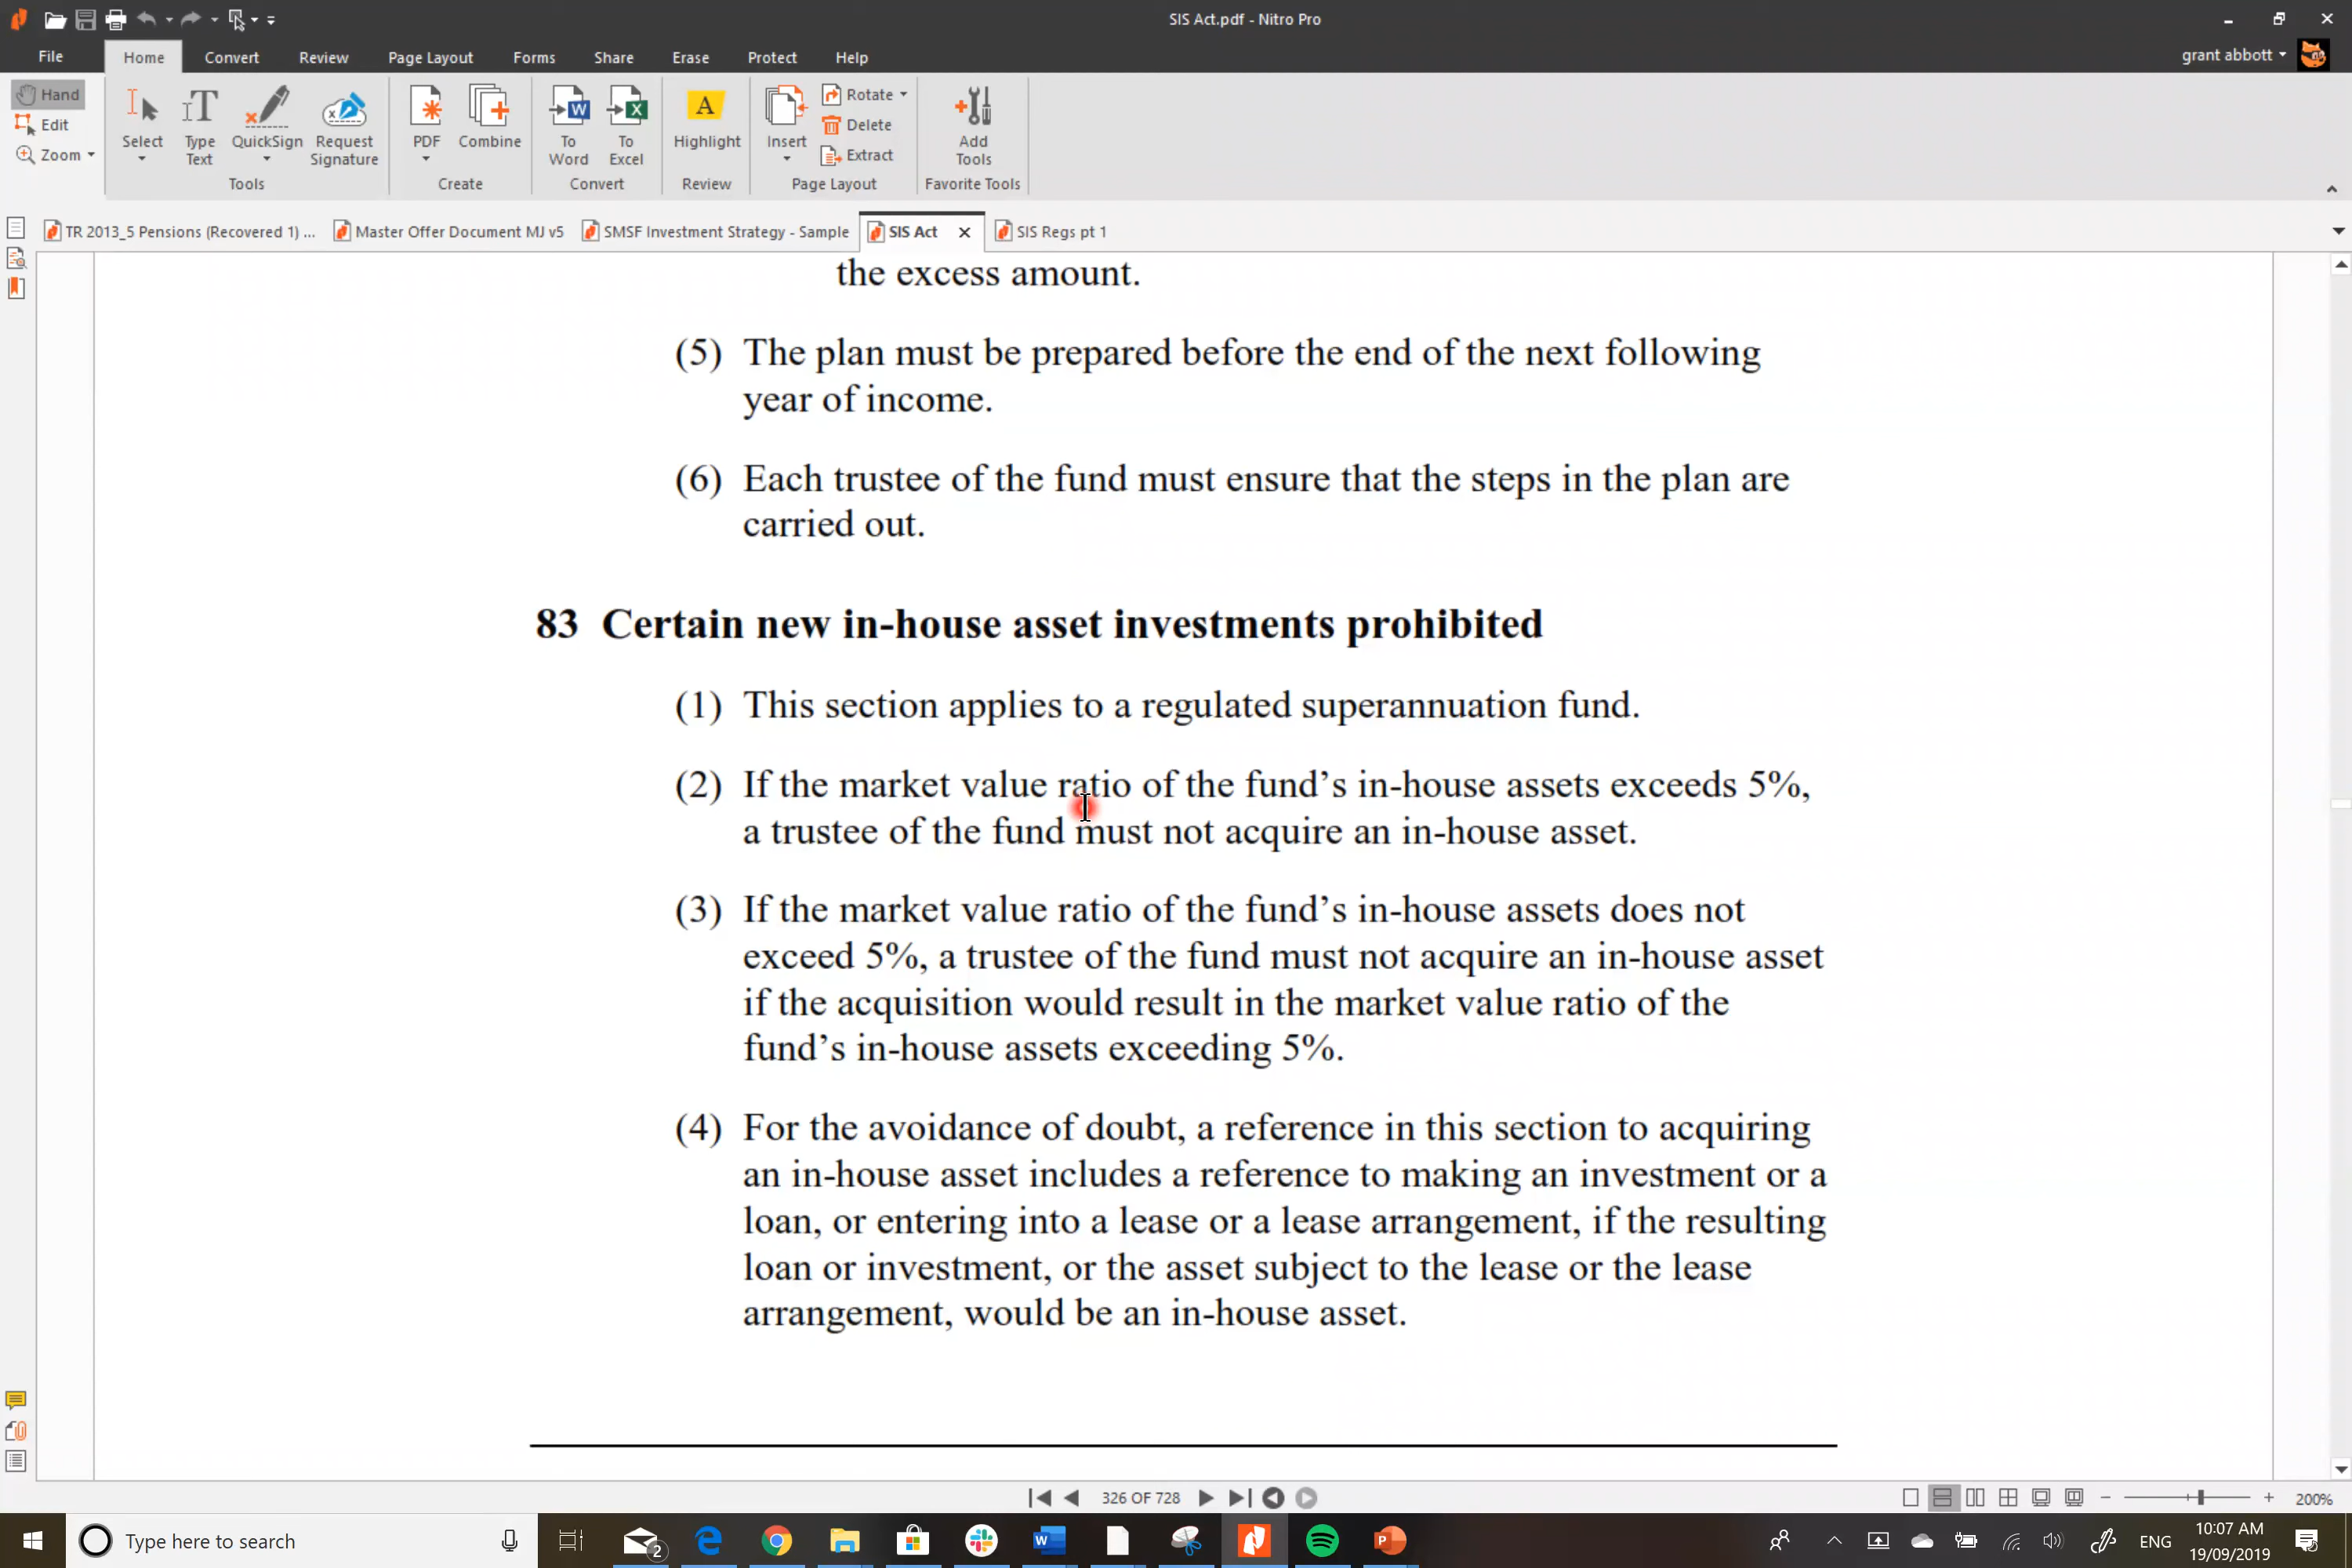 SIS Act.pdf - Nitro Pro
File
Home
Convert
Review
Page Layout
Forms
Share
Erase
Protect
Help
grant abbott
Hand
Edit
Zoom
Select
Type
Text
QuickSign
Request
Signature
Tools
PDF
Combine
Create
To
Word
To
Excel
Convert
A
Highlight
Review
Insert
Rotate
Delete
Extract
Page Layout
Add
Tools
Favorite Tools
TR 2013_5 Pensions (Recovered 1) ...
Master Offer Document MJ v5
SMSF Investment Strategy - Sample
SIS Act
SIS Regs pt 1
the excess amount.
(5) The plan must be prepared before the end of the next following
year of income.
(6) Each trustee of the fund must ensure that the steps in the plan are
carried out.
83 Certain new in-house asset investments prohibited
(1) This section applies to a regulated superannuation fund.
(2) If the market value ratio of the fund’s in-house assets exceeds 5%,
a trustee of the fund must not acquire an in-house asset.
(3) If the market value ratio of the fund’s in-house assets does not
exceed 5%, a trustee of the fund must not acquire an in-house asset
if the acquisition would result in the market value ratio of the
fund’s in-house assets exceeding 5%.
(4) For the avoidance of doubt, a reference in this section to acquiring
an in-house asset includes a reference to making an investment or a
loan, or entering into a lease or a lease arrangement, if the resulting
loan or investment, or the asset subject to the lease or the lease
arrangement, would be an in-house asset.
326 OF 728
200%
Type here to search
2
ENG
10:07 AM
19/09/2019